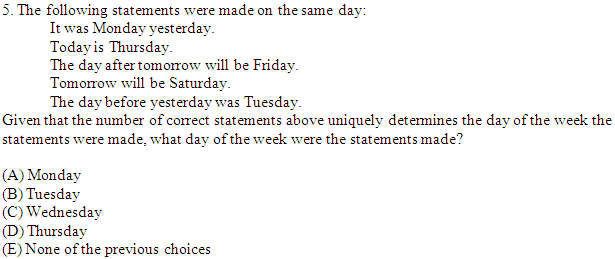 5. The following statements were made on the same day:
It was Monday yesterday.
Today is Thursday.
The day after tomorrow will be Friday.
Tomorrow will be Saturday.
The day before yesterday was Tuesday.
Given that the number of correct statements above uniquely determines the day of the week the
statements were made, what day of the week were the statements made?
(A) Monday
(B) Tuesday
(C) Wednesday
(D) Thursday
(E) None of the previous choices